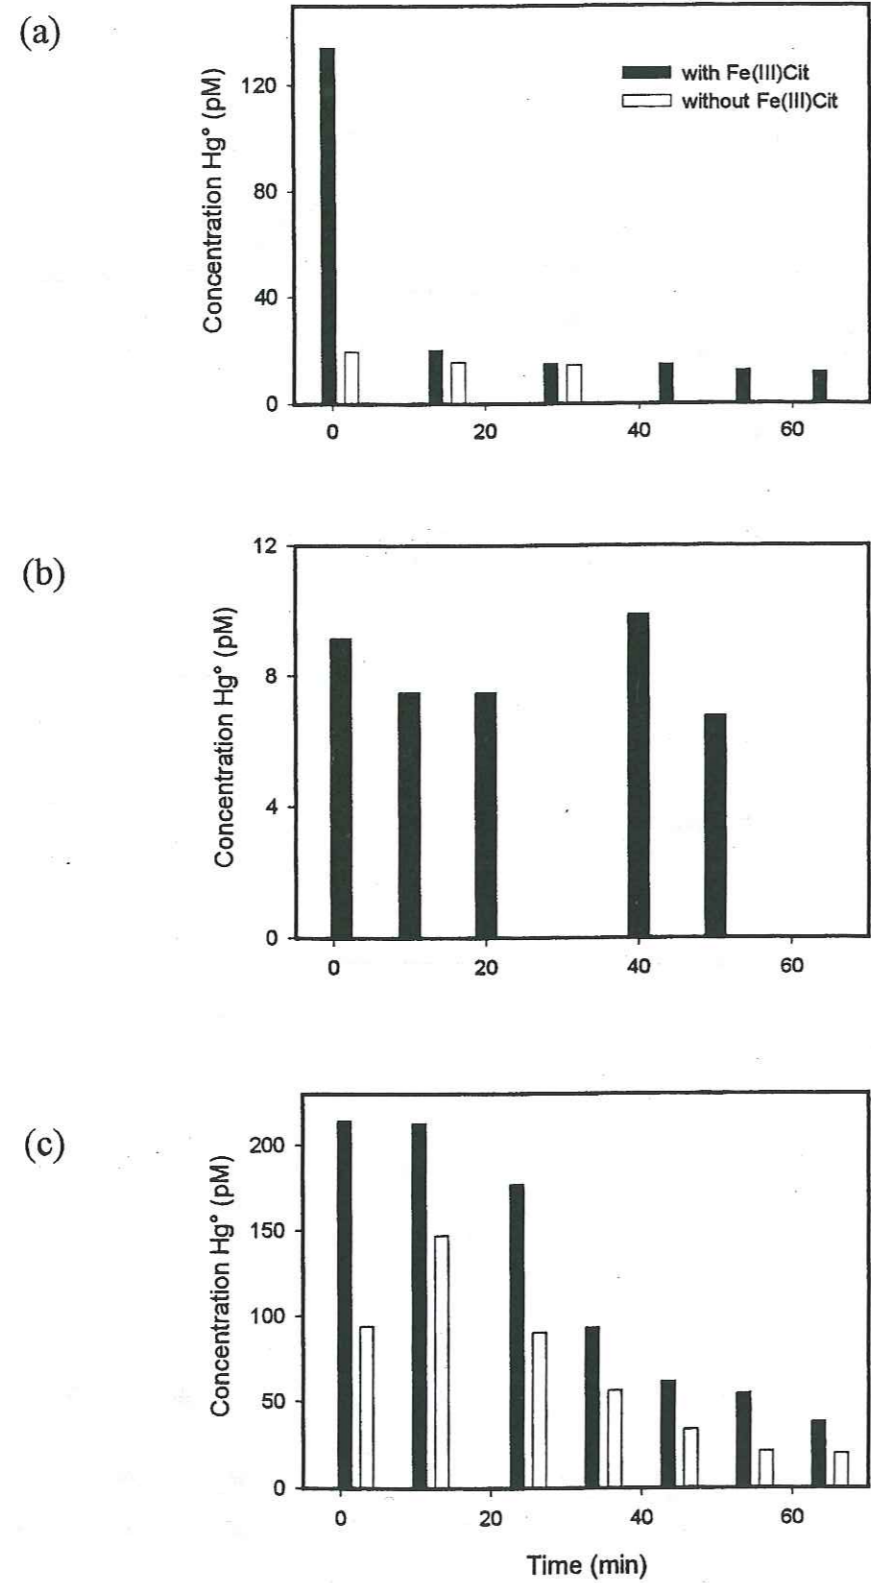 (a)
Concentration Hg° (pM)
120
80
40
0
with Fe(III)Cit
without Fe(III)Cit
0 20 40 60
(b)
Concentration Hg° (pM)
12
8
4
0
0 20 40 60
(c)
Concentration Hg° (pM)
200
150
100
50
0
0 20 40 60
Time (min)